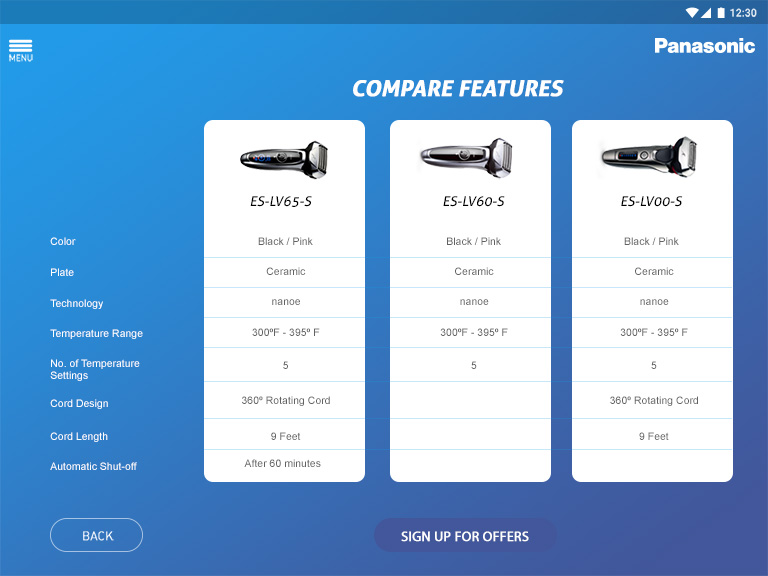 12:30
MENU
Panasonic
COMPARE FEATURES
ES-LV65-S ES-LV60-S ES-LV00-S
Color Black / Pink Black / Pink Black / Pink
Plate Ceramic Ceramic Ceramic
Technology nanoe nanoe nanoe
Temperature Range 300ºF - 395º F 300ºF - 395º F 300ºF - 395º F
No. of Temperature
Settings 5 5 5
Cord Design 360º Rotating Cord 360º Rotating Cord
Cord Length 9 Feet 9 Feet
Automatic Shut-off After 60 minutes
BACK
SIGN UP FOR OFFERS